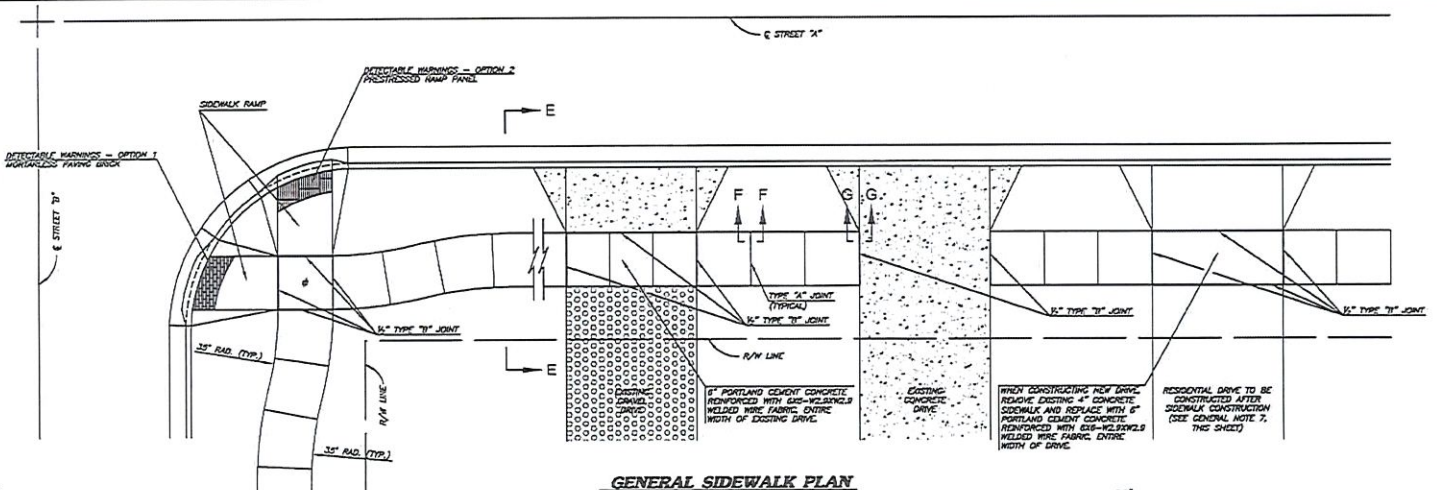 ℄ STREET "A"
DETECTABLE WARNINGS - OPTION 2
PRESTRESSED RAMP PANEL
SIDEWALK RAMP
E
DETECTABLE WARNINGS - OPTION 1
MORTARLESS PAVING BRICK
F F
G G
℄ STREET "B"
TYPE "A" JOINT
(TYPICAL)
½" TYPE "B" JOINT
½" TYPE "B" JOINT
½" TYPE "B" JOINT
½" TYPE "B" JOINT
35' RAD. (TYP.)
R/W LINE
E
R/W LINE
EXISTING
GRAVEL
DRIVE
6" PORTLAND CEMENT CONCRETE
REINFORCED WITH 6X6-W2.9XW2.9
WELDED WIRE FABRIC, ENTIRE
WIDTH OF EXISTING DRIVE.
EXISTING
CONCRETE
DRIVE
WHEN CONSTRUCTING NEW DRIVE,
REMOVE EXISTING 4" CONCRETE
SIDEWALK AND REPLACE WITH 6"
PORTLAND CEMENT CONCRETE
REINFORCED WITH 6X6-W2.9XW2.9
WELDED WIRE FABRIC, ENTIRE
WIDTH OF DRIVE.
RESIDENTIAL DRIVE TO BE
CONSTRUCTED AFTER
SIDEWALK CONSTRUCTION
(SEE GENERAL NOTE 7,
THIS SHEET)
35' RAD. (TYP.)
GENERAL SIDEWALK PLAN